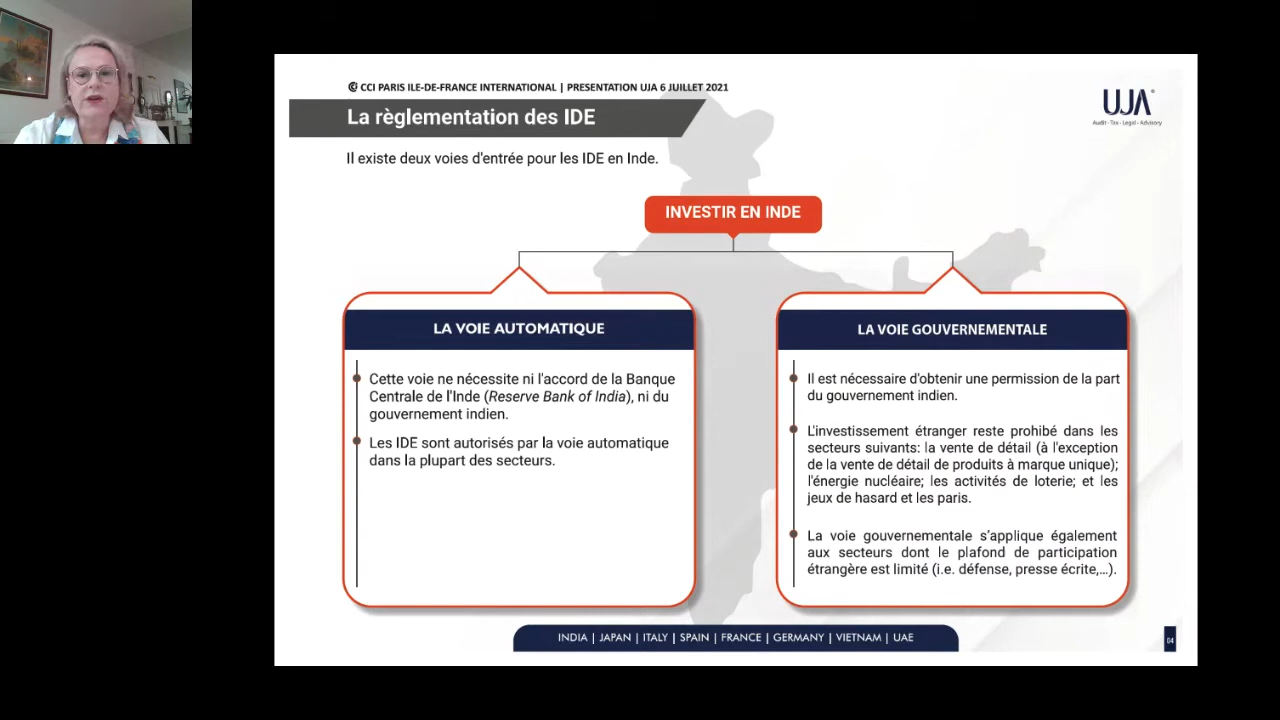 © CCI PARIS ILE-DE-FRANCE INTERNATIONAL | PRESENTATION UJA 6 JUILLET 2021
UJA
Audit - Tax - Legal - Advisory
La règlementation des IDE
Il existe deux voies d'entrée pour les IDE en Inde.
INVESTIR EN INDE
LA VOIE AUTOMATIQUE
Cette voie ne nécessite ni l'accord de la Banque
Centrale de l'Inde (Reserve Bank of India), ni du
gouvernement indien.
Les IDE sont autorisés par la voie automatique
dans la plupart des secteurs.
LA VOIE GOUVERNEMENTALE
Il est nécessaire d'obtenir une permission de la part
du gouvernement indien.
L'investissement étranger reste prohibé dans les
secteurs suivants: la vente de détail (à l'exception
de la vente de détail de produits à marque unique);
l'énergie nucléaire; les activités de loterie; et les
jeux de hasard et les paris.
La voie gouvernementale s'applique également
aux secteurs dont le plafond de participation
étrangère est limité (i.e. défense, presse écrite,...).
INDIA | JAPAN | ITALY | SPAIN | FRANCE | GERMANY | VIETNAM | UAE
04